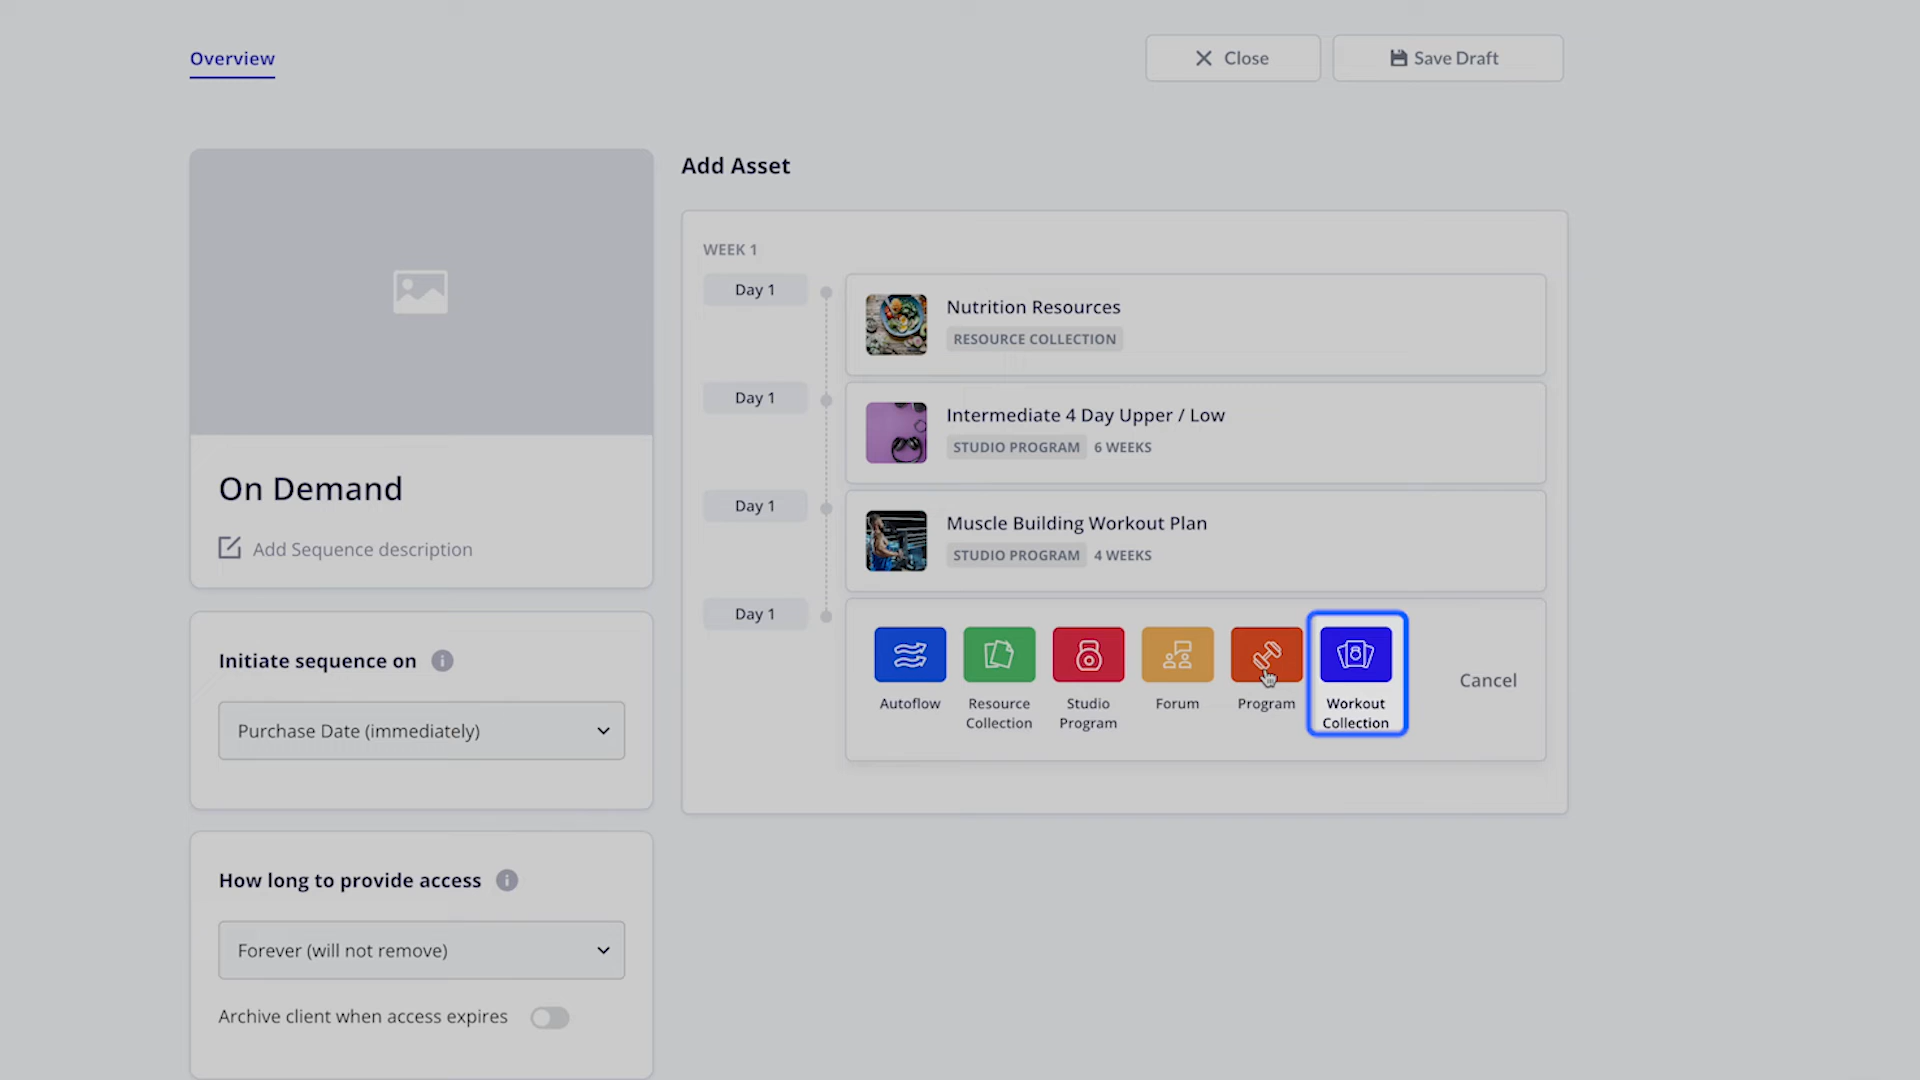 Overview
Close
Save Draft
On Demand
Add Sequence description
Initiate sequence on
Purchase Date (immediately)
How long to provide access
Forever (will not remove)
Archive client when access expires
Add Asset
WEEK 1
Day 1
Nutrition Resources
RESOURCE COLLECTION
Day 1
Intermediate 4 Day Upper / Low
STUDIO PROGRAM 6 WEEKS
Day 1
Muscle Building Workout Plan
STUDIO PROGRAM 4 WEEKS
Day 1
Autoflow
Resource
Collection
Studio
Program
Forum
Program
Workout
Collection
Cancel